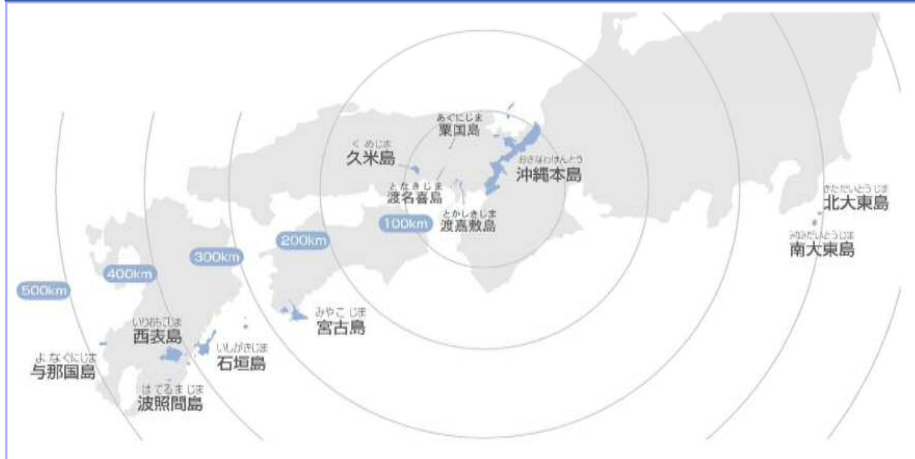 あぐにじま
粟国島
くめじま
久米島
おきなわほんとう
沖縄本島
となきじま
渡名喜島
とかしきじま
渡嘉敷島
きただいとうじま
北大東島
みなみだいとうじま
南大東島
100km
200km
300km
400km
500km
みやこじま
宮古島
いりおもてじま
西表島
いしがきじま
石垣島
よなぐにじま
与那国島
はてるまじま
波照間島